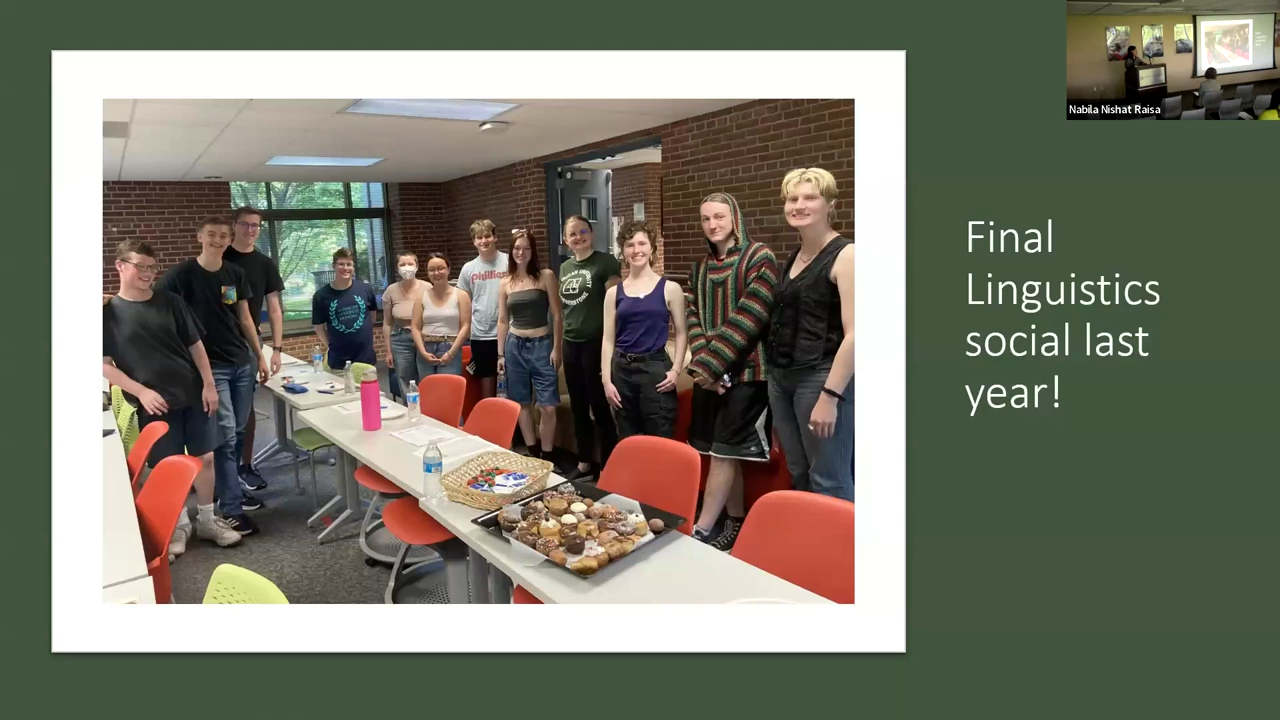 Nabila Nishat Raisa
Final
Linguistics
social last
year!
Phillies